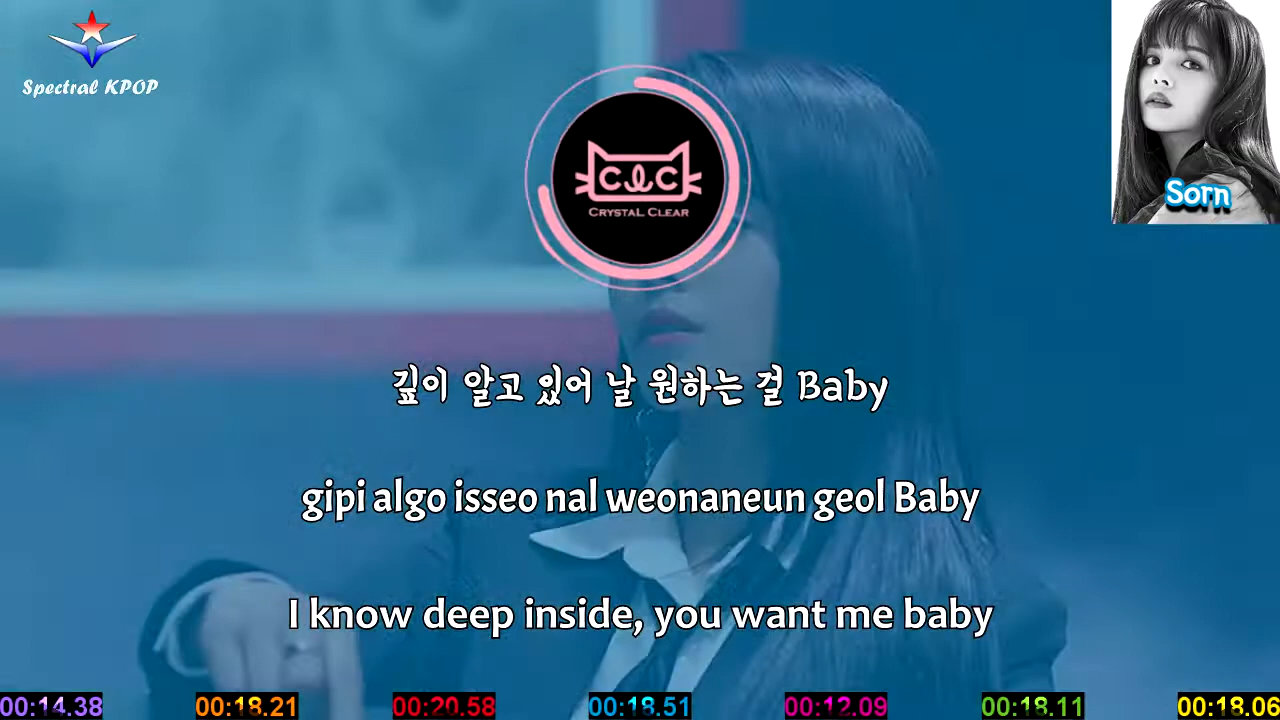 Spectral KPOP
CLC
CRYSTAL CLEAR
Sorn
깊이 알고 있어 날 원하는 걸 Baby
gipi algo isseo nal weonaneun geol Baby
I know deep inside, you want me baby
00:14.38 00:18.21 00:20.58 00:18.51 00:12.09 00:18.11 00:18.06